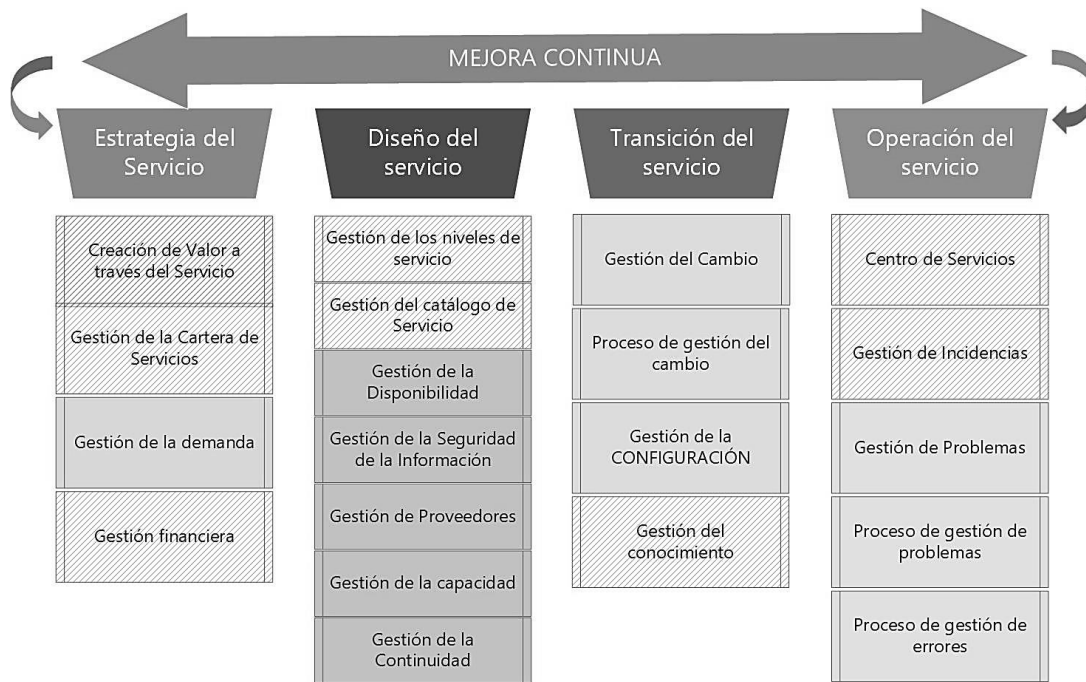 MEJORA CONTINUA
Estrategia del
Servicio
Creación de Valor a
través del Servicio
Gestión de la Cartera de
Servicios
Gestión de la demanda
Gestión financiera
Diseño del
servicio
Gestión de los niveles de
servicio
Gestión del catálogo de
Servicio
Gestión de la
Disponibilidad
Gestión de la Seguridad
de la Información
Gestión de Proveedores
Gestión de la capacidad
Gestión de la
Continuidad
Transición del
servicio
Gestión del Cambio
Proceso de gestión del
cambio
Gestión de la
CONFIGURACIÓN
Gestión del
conocimiento
Operación del
servicio
Centro de Servicios
Gestión de Incidencias
Gestión de Problemas
Proceso de gestión de
problemas
Proceso de gestión de
errores